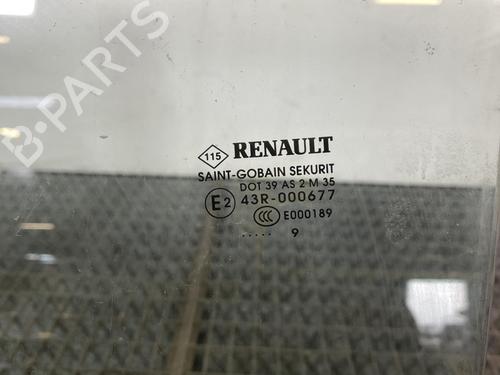 B-PARTS
115 RENAULT
SAINT-GOBAIN SEKURIT
DOT 39 AS 2 M 35
E2 43R-000677
CCC E000189
..... 9